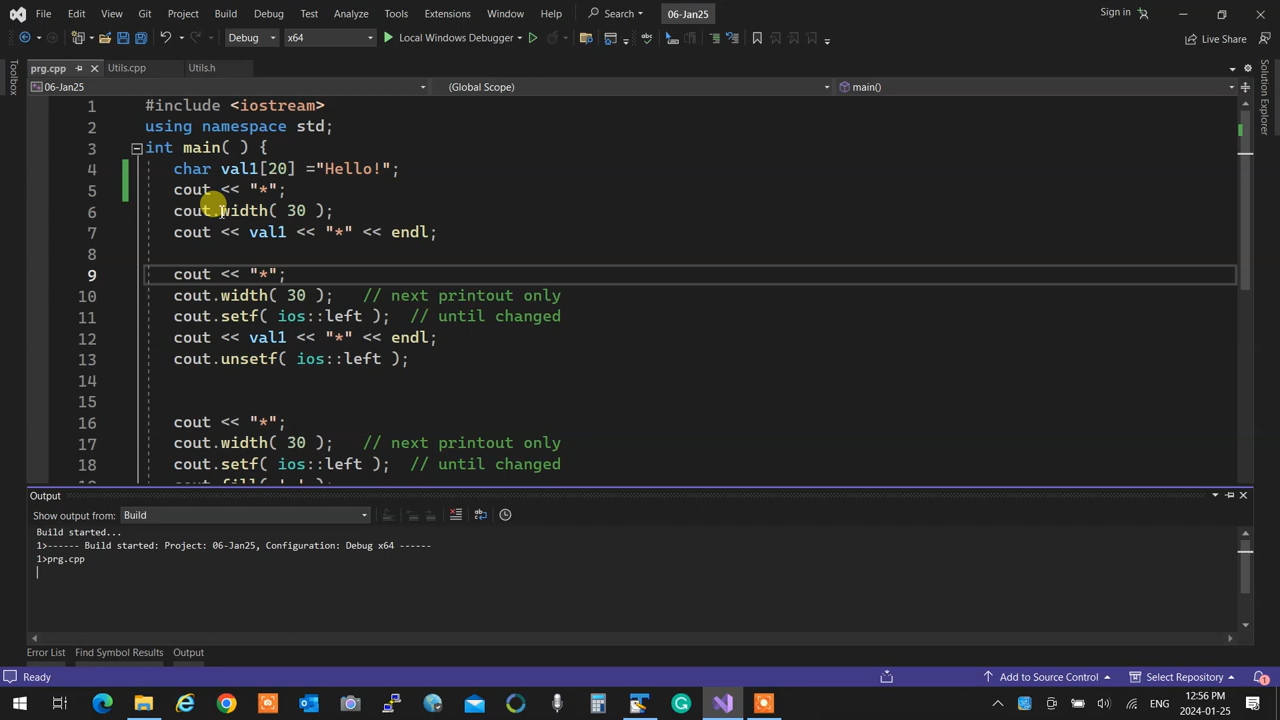 File Edit View Git Project Build Debug Test Analyze Tools Extensions Window Help Search 06-Jan25 Sign in
Debug x64 Local Windows Debugger Live Share
prg.cpp Utils.cpp Utils.h
06-Jan25 (Global Scope) main()
Toolbox
Solution Explorer
1 #include <iostream>
2 using namespace std;
3 int main( ) {
4 char val1[20] ="Hello!";
5 cout << "*";
6 cout.width( 30 );
7 cout << val1 << "*" << endl;
8
9 cout << "*";
10 cout.width( 30 ); // next printout only
11 cout.setf( ios::left ); // until changed
12 cout << val1 << "*" << endl;
13 cout.unsetf( ios::left );
14
15
16 cout << "*";
17 cout.width( 30 ); // next printout only
18 cout.setf( ios::left ); // until changed
Output
Show output from: Build
Build started...
1>------ Build started: Project: 06-Jan25, Configuration: Debug x64 ------
1>prg.cpp
Error List Find Symbol Results Output
Ready Add to Source Control Select Repository 1
12:56 PM
2024-01-25